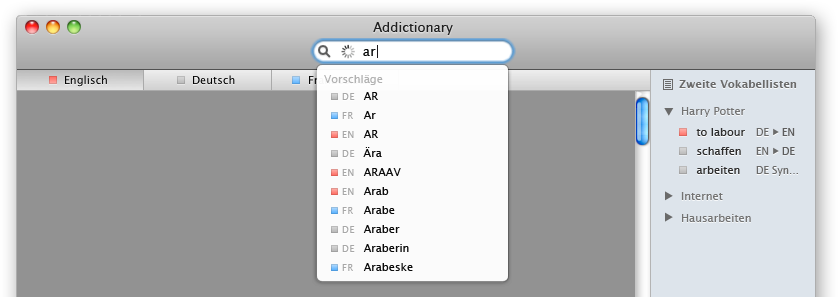 Addictionary
ar
Englisch
Deutsch
Fr
Vorschläge
DE AR
FR Ar
EN AR
DE Ära
EN ARAAV
EN Arab
FR Arabe
DE Araber
DE Araberin
FR Arabeske
Zweite Vokabellisten
Harry Potter
to labour DE ▸ EN
schaffen EN ▸ DE
arbeiten DE Syn...
Internet
Hausarbeiten